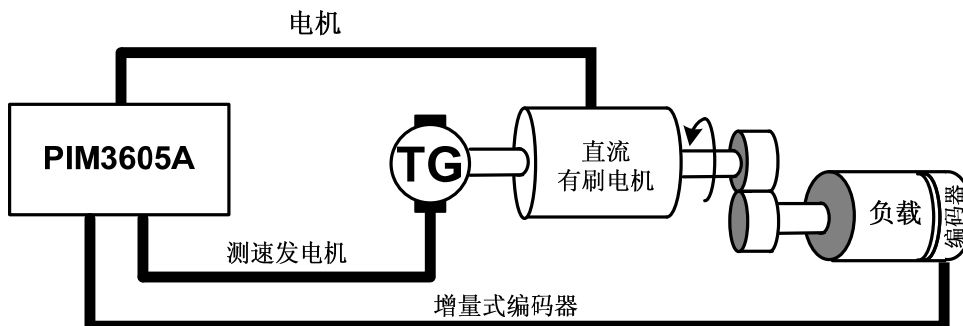 电机
PIM3605A
TG
直流
有刷电机
负载
编码器
测速发电机
增量式编码器